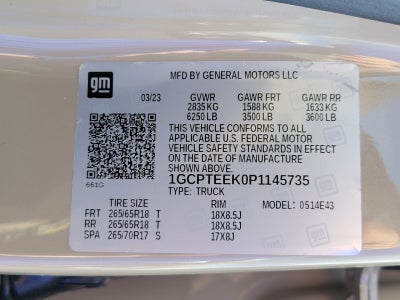 gm
MFD BY GENERAL MOTORS LLC
03/23 GVWR GAWR FRT GAWR RR
2835 KG 1588 KG 1633 KG
6250 LB 3500 LB 3600 LB
THIS VEHICLE CONFORMS TO ALL
APPLICABLE U.S. FEDERAL MOTOR
VEHICLE SAFETY STANDARDS IN EFFECT
ON THE DATE OF MANUFACTURE
SHOWN ABOVE.
661G
1GCPTEEK0P1145735
TYPE: TRUCK
TIRE SIZE RIM MODEL: 0514E43
FRT 265/65R18 T 18X8.5J
RR 265/65R18 T 18X8.5J
SPA 265/70R17 S 17X8J